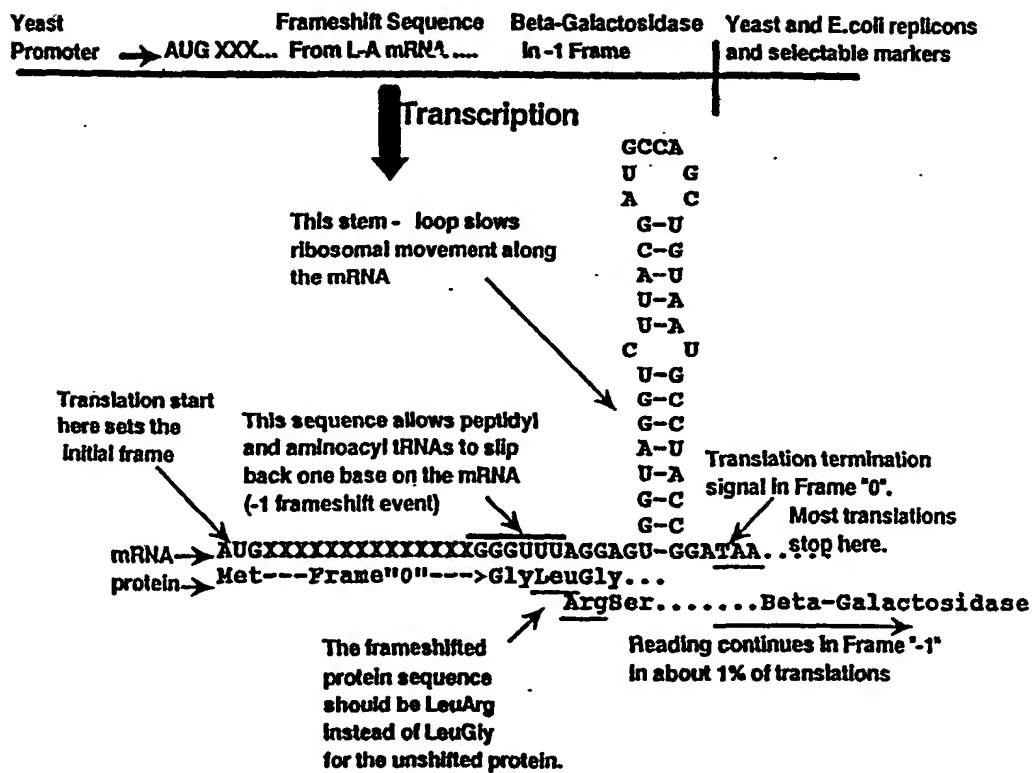 Yeast Promoter → AUG XXX... Frameshift Sequence From L-A mRNA..... Beta-Galactosidase In -1 Frame Yeast and E.coli replicons and selectable markers
Transcription
GCCA
U G
A C
G-U
C-G
A-U
U-A
U-A
C U
U-G
G-C
G-C
A-U
U-A
G-C
G-C
This stem - loop slows
ribosomal movement along
the mRNA
Translation start
here sets the
initial frame
This sequence allows peptidyl
and aminoacyl tRNAs to slip
back one base on the mRNA
(-1 frameshift event)
Translation termination
signal in Frame "0".
Most translations
stop here.
mRNA→ AUGXXXXXXXXXXXXXXGGGUUUAGGAGU-GGATAA.....
protein→ Met---Frame"0"--->GlyLeuGly...
ArgSer.......Beta-Galactosidase
The frameshifted
protein sequence
should be LeuArg
instead of LeuGly
for the unshifted protein.
Reading continues in Frame "-1"
in about 1% of translations